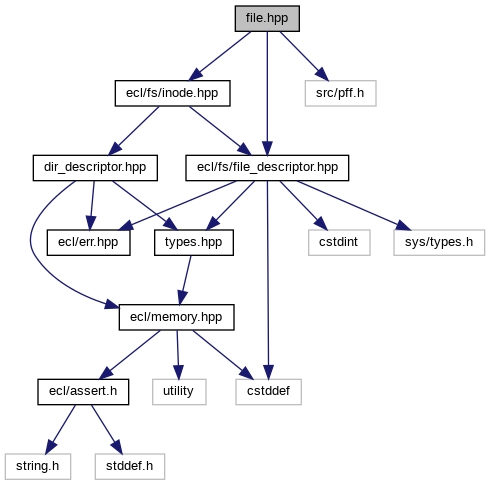 file.hpp
ecl/fs/inode.hpp
src/pff.h
dir_descriptor.hpp
ecl/fs/file_descriptor.hpp
ecl/err.hpp
types.hpp
cstdint
sys/types.h
ecl/memory.hpp
ecl/assert.h
utility
cstddef
string.h
stddef.h